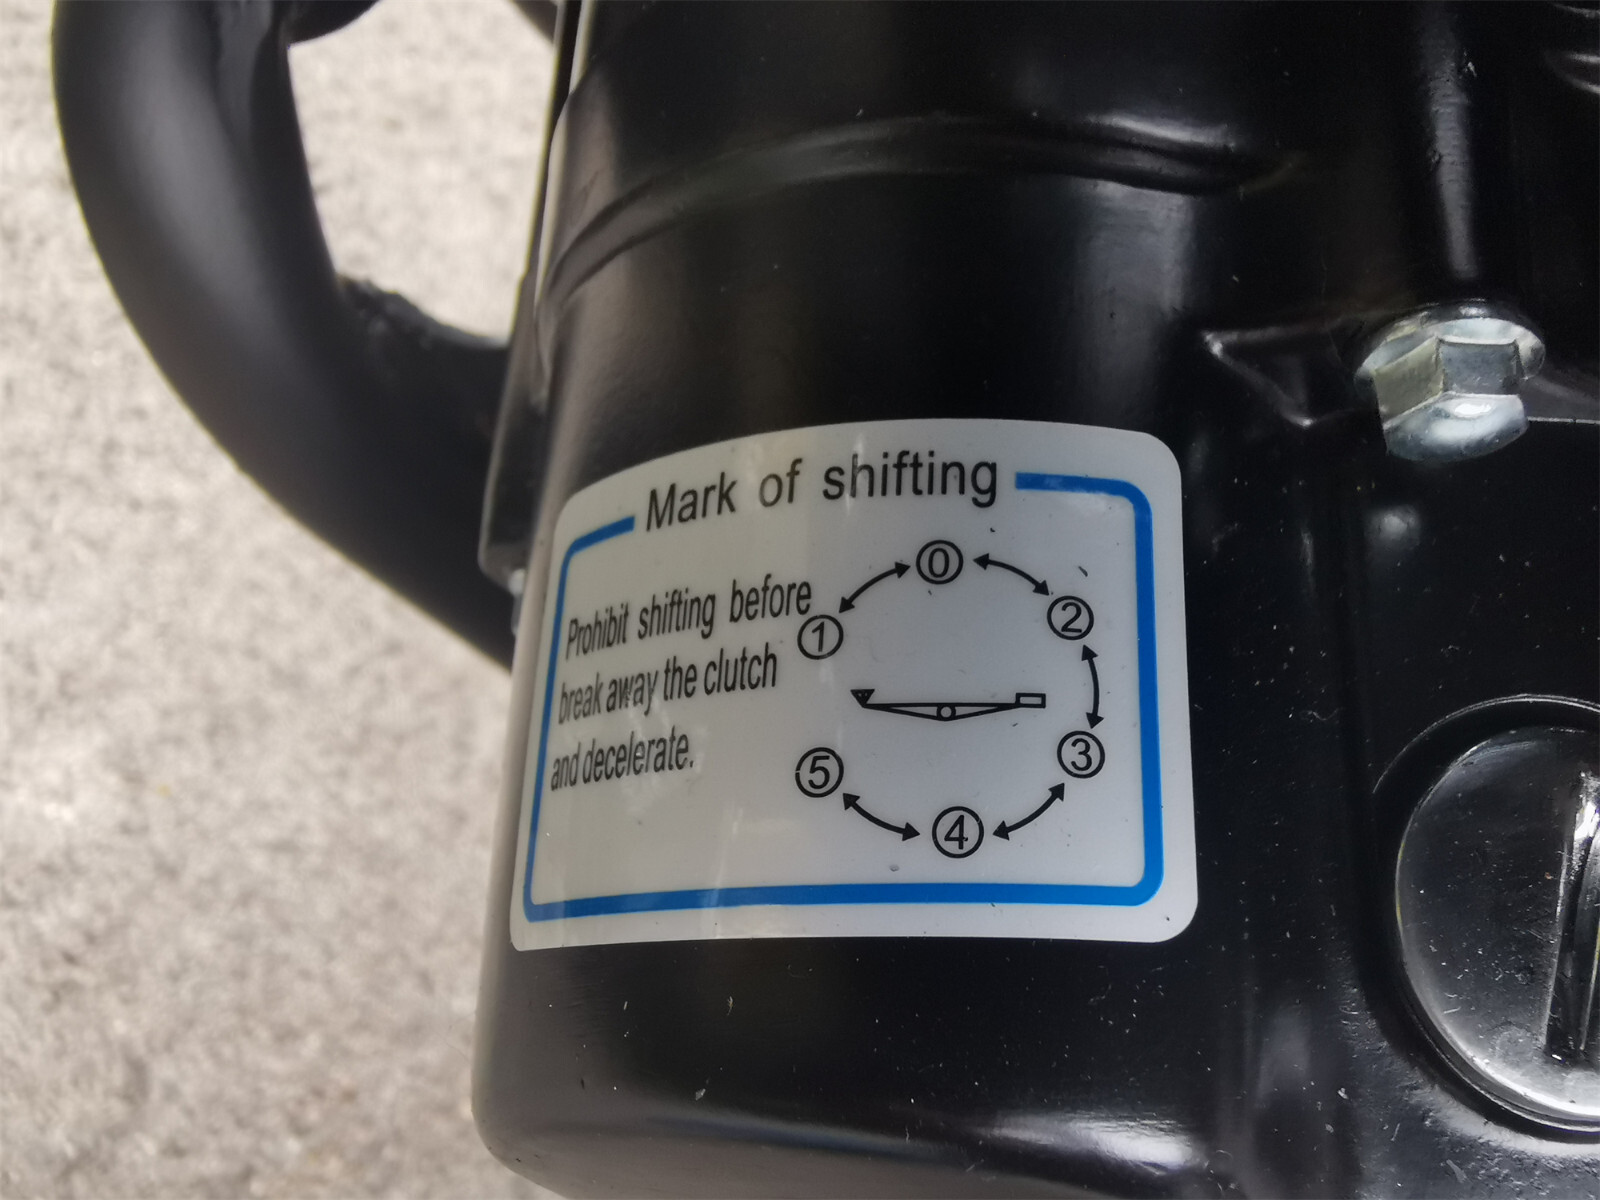 Mark of shifting
Prohibit shifting before
break away the clutch
and decelerate.
0
1
2
3
5
4